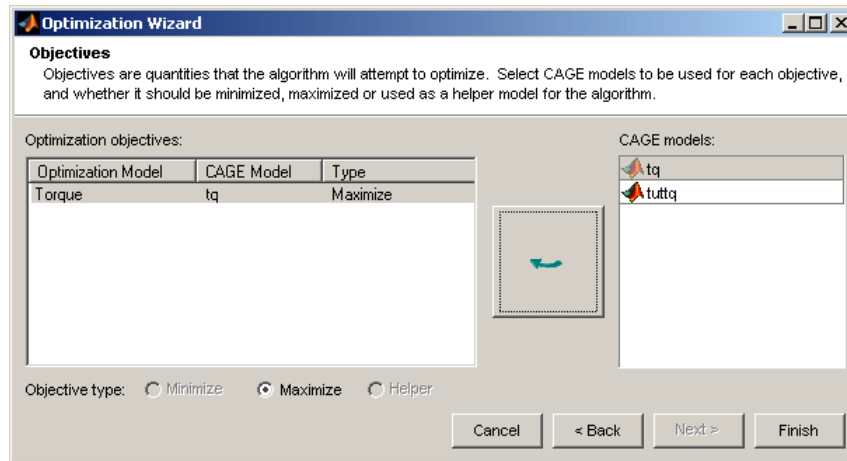 Optimization Wizard
Objectives
Objectives are quantities that the algorithm will attempt to optimize. Select CAGE models to be used for each objective,
and whether it should be minimized, maximized or used as a helper model for the algorithm.
Optimization objectives:
CAGE models:
Optimization Model CAGE Model Type
Torque tq Maximize
tq
tuttq
Objective type: Minimize Maximize Helper
Cancel < Back Next > Finish